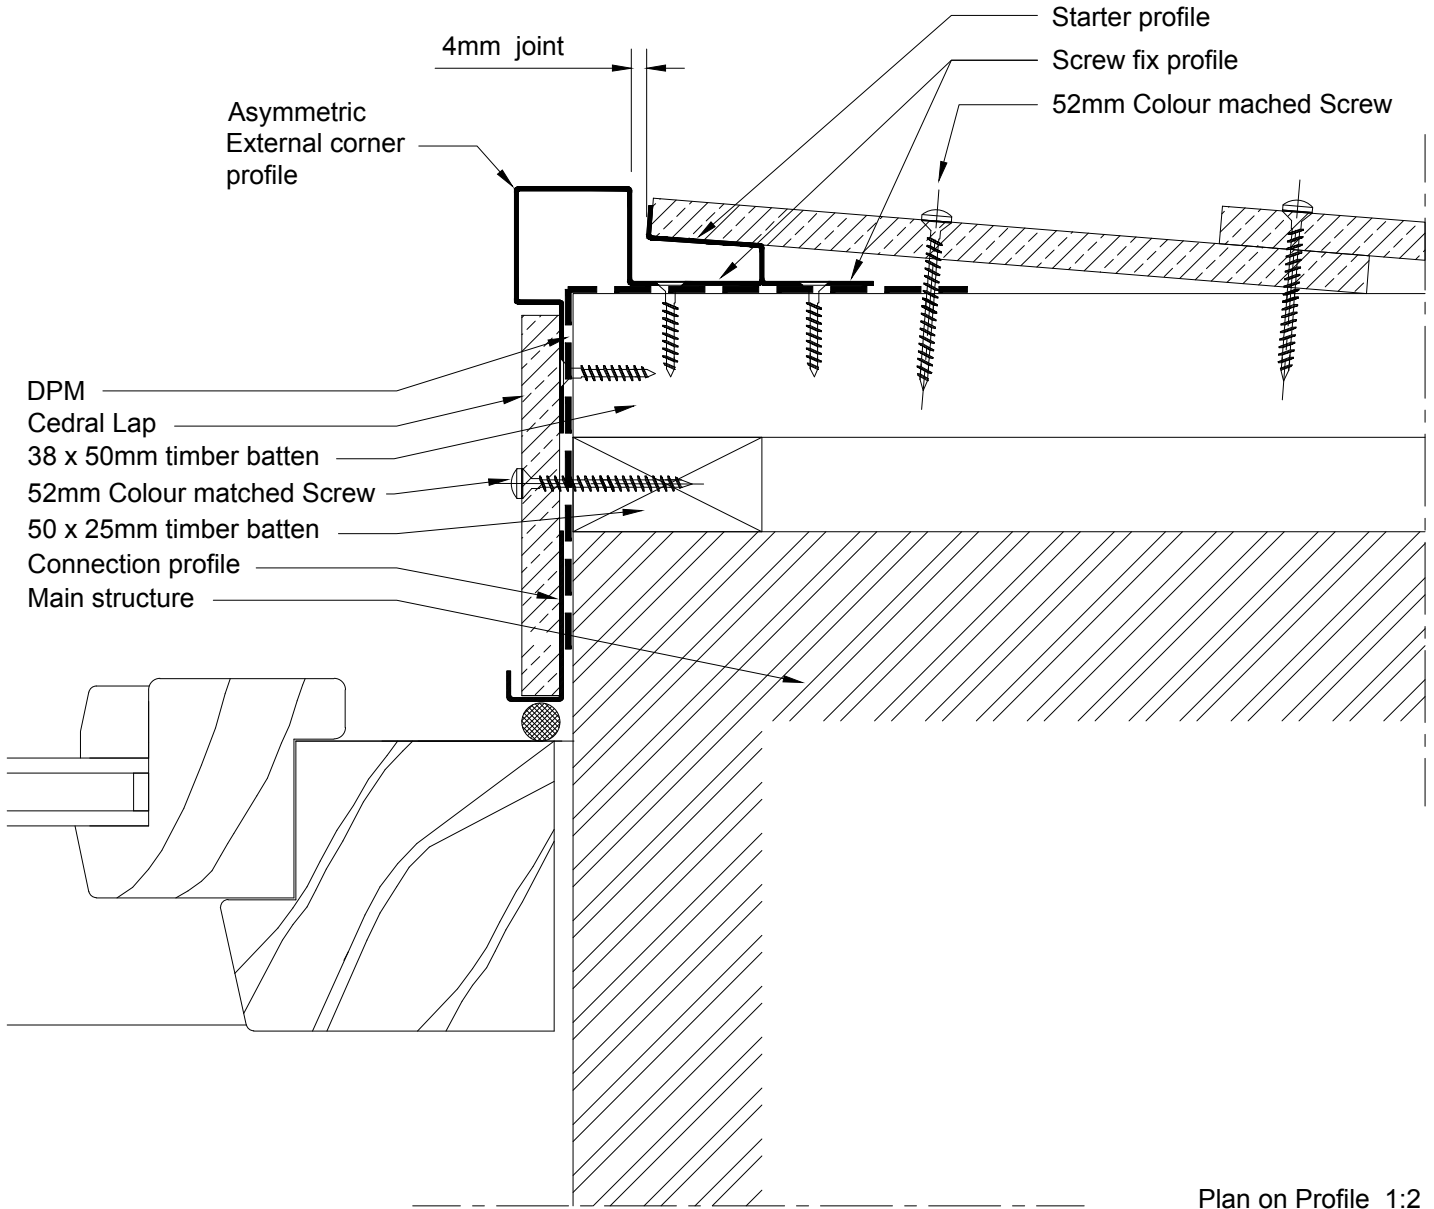 Starter profile
4mm  joint
Screw fix profile
52mm Colour mached Screw
Asymmetric
External corner
profile
DPM
Cedral Lap
38 x 50mm timber batten
52mm Colour matched Screw
50 x 25mm timber batten
Connection profile
Main structure
Plan on Profile  1:2